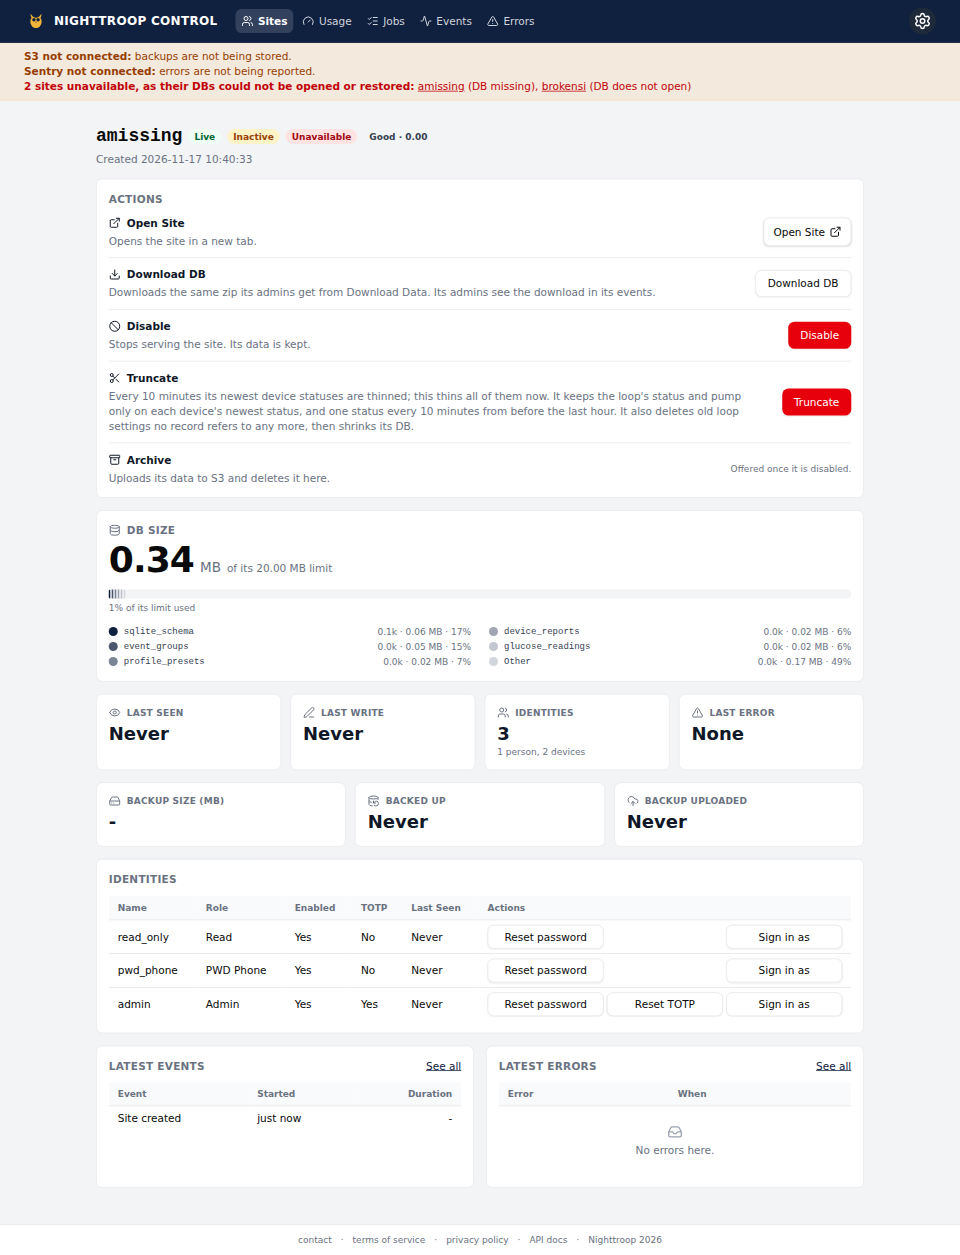 NIGHTTROOP CONTROL Sites Usage Jobs Events Errors
S3 not connected: backups are not being stored.
Sentry not connected: errors are not being reported.
2 sites unavailable, as their DBs could not be opened or restored: amissing (DB missing), brokensi (DB does not open)
amissing Live Inactive Unavailable Good · 0.00
Created 2026-11-17 10:40:33
ACTIONS
Open Site
Opens the site in a new tab.
Open Site
Download DB
Downloads the same zip its admins get from Download Data. Its admins see the download in its events.
Download DB
Disable
Stops serving the site. Its data is kept.
Disable
Truncate
Every 10 minutes its newest device statuses are thinned; this thins all of them now. It keeps the loop's status and pump
only on each device's newest status, and one status every 10 minutes from before the last hour. It also deletes old loop
settings no record refers to any more, then shrinks its DB.
Truncate
Archive
Uploads its data to S3 and deletes it here.
Offered once it is disabled.
DB SIZE
0.34 MB of its 20.00 MB limit
1% of its limit used
sqlite_schema 0.1k · 0.06 MB · 17%
event_groups 0.0k · 0.05 MB · 15%
profile_presets 0.0k · 0.02 MB · 7%
device_reports 0.0k · 0.02 MB · 6%
glucose_readings 0.0k · 0.02 MB · 6%
Other 0.0k · 0.17 MB · 49%
LAST SEEN
Never
LAST WRITE
Never
IDENTITIES
3
1 person, 2 devices
LAST ERROR
None
BACKUP SIZE (MB)
-
BACKED UP
Never
BACKUP UPLOADED
Never
IDENTITIES
Name Role Enabled TOTP Last Seen Actions
read_only Read Yes No Never Reset password Sign in as
pwd_phone PWD Phone Yes No Never Reset password Sign in as
admin Admin Yes Yes Never Reset password Reset TOTP Sign in as
LATEST EVENTS See all
Event Started Duration
Site created just now -
LATEST ERRORS See all
Error When
No errors here.
contact · terms of service · privacy policy · API docs · Nighttroop 2026